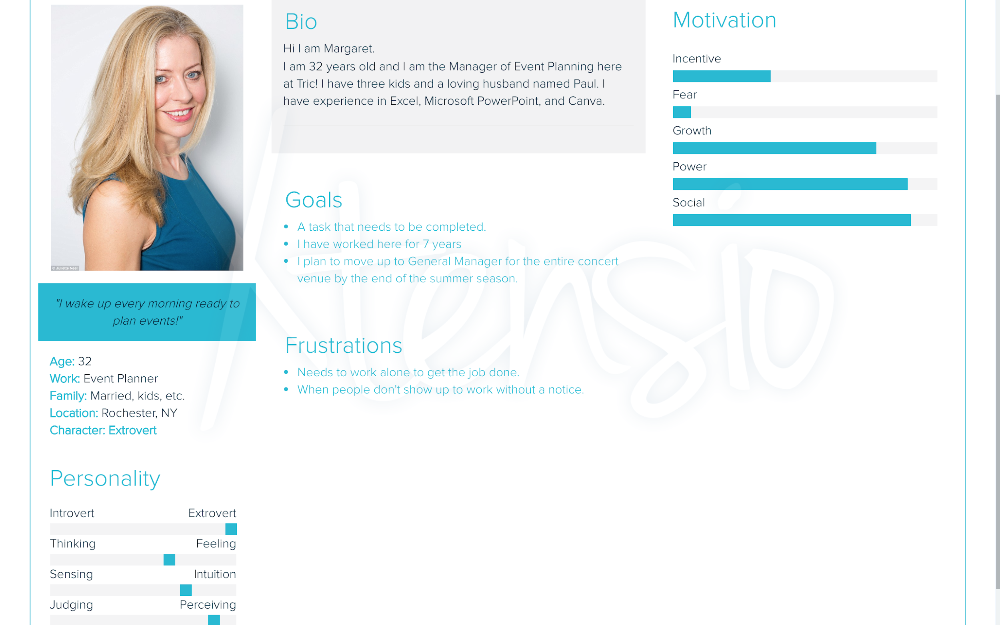 © Juliette Neel
"I wake up every morning ready to
plan events!"
Age: 32
Work: Event Planner
Family: Married, kids, etc.
Location: Rochester, NY
Character: Extrovert
Personality
Introvert Extrovert
Thinking Feeling
Sensing Intuition
Judging Perceiving
Bio
Hi I am Margaret.
I am 32 years old and I am the Manager of Event Planning here
at Tric! I have three kids and a loving husband named Paul. I
have experience in Excel, Microsoft PowerPoint, and Canva.
Goals
A task that needs to be completed.
I have worked here for 7 years
I plan to move up to General Manager for the entire concert
venue by the end of the summer season.
Frustrations
Needs to work alone to get the job done.
When people don't show up to work without a notice.
Motivation
Incentive
Fear
Growth
Power
Social
Xtensio